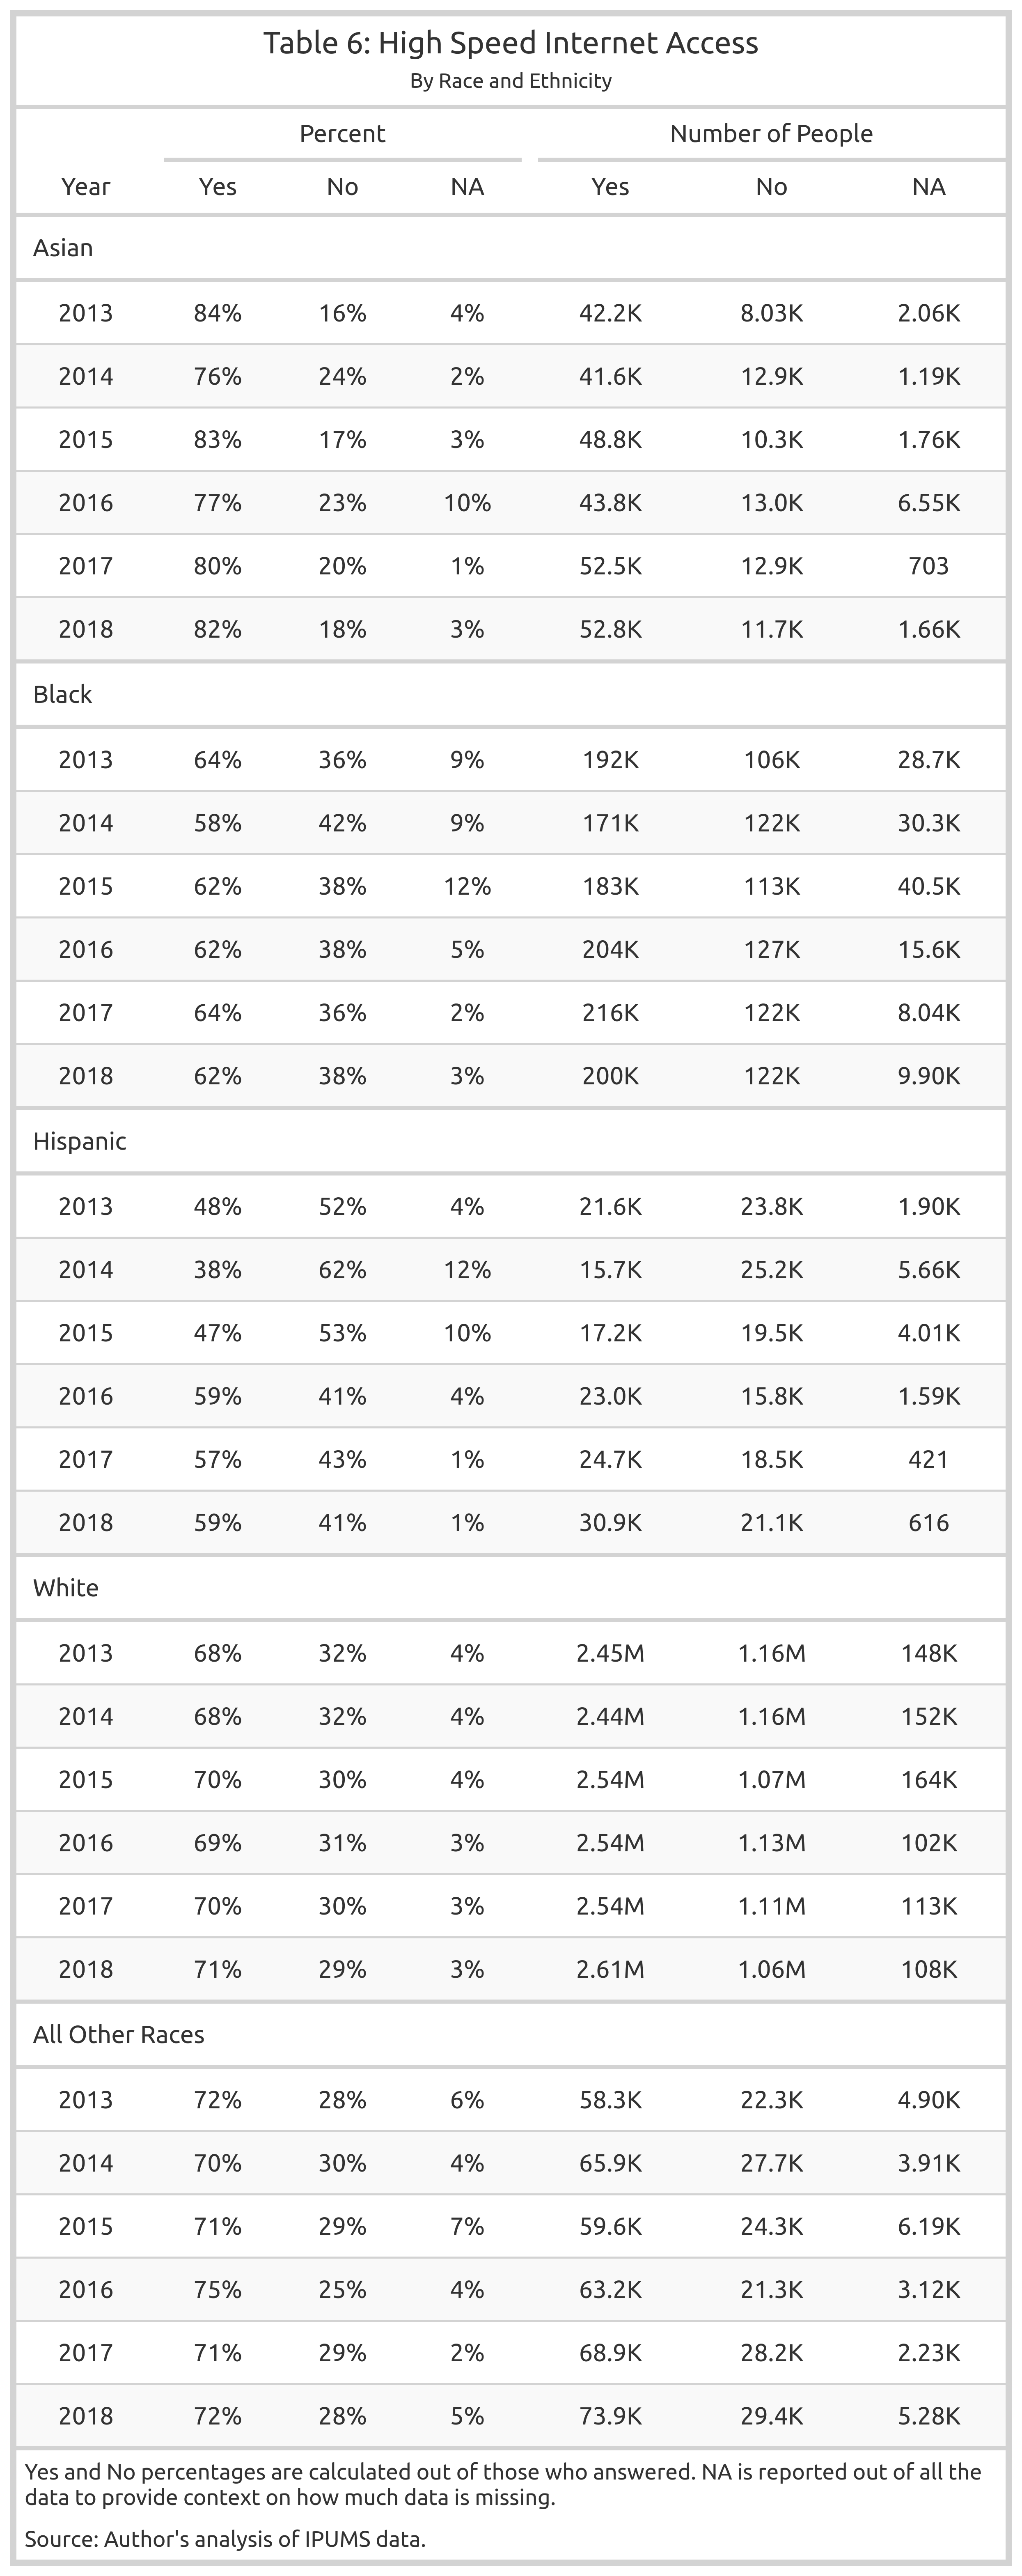 Table 6: High Speed Internet Access
By Race and Ethnicity
Percent Number of People
Year Yes No NA Yes No NA
Asian
2013 84% 16% 4% 42.2K 8.03K 2.06K
2014 76% 24% 2% 41.6K 12.9K 1.19K
2015 83% 17% 3% 48.8K 10.3K 1.76K
2016 77% 23% 10% 43.8K 13.0K 6.55K
2017 80% 20% 1% 52.5K 12.9K 703
2018 82% 18% 3% 52.8K 11.7K 1.66K
Black
2013 64% 36% 9% 192K 106K 28.7K
2014 58% 42% 9% 171K 122K 30.3K
2015 62% 38% 12% 183K 113K 40.5K
2016 62% 38% 5% 204K 127K 15.6K
2017 64% 36% 2% 216K 122K 8.04K
2018 62% 38% 3% 200K 122K 9.90K
Hispanic
2013 48% 52% 4% 21.6K 23.8K 1.90K
2014 38% 62% 12% 15.7K 25.2K 5.66K
2015 47% 53% 10% 17.2K 19.5K 4.01K
2016 59% 41% 4% 23.0K 15.8K 1.59K
2017 57% 43% 1% 24.7K 18.5K 421
2018 59% 41% 1% 30.9K 21.1K 616
White
2013 68% 32% 4% 2.45M 1.16M 148K
2014 68% 32% 4% 2.44M 1.16M 152K
2015 70% 30% 4% 2.54M 1.07M 164K
2016 69% 31% 3% 2.54M 1.13M 102K
2017 70% 30% 3% 2.54M 1.11M 113K
2018 71% 29% 3% 2.61M 1.06M 108K
All Other Races
2013 72% 28% 6% 58.3K 22.3K 4.90K
2014 70% 30% 4% 65.9K 27.7K 3.91K
2015 71% 29% 7% 59.6K 24.3K 6.19K
2016 75% 25% 4% 63.2K 21.3K 3.12K
2017 71% 29% 2% 68.9K 28.2K 2.23K
2018 72% 28% 5% 73.9K 29.4K 5.28K
Yes and No percentages are calculated out of those who answered. NA is reported out of all the
data to provide context on how much data is missing.
Source: Author's analysis of IPUMS data.